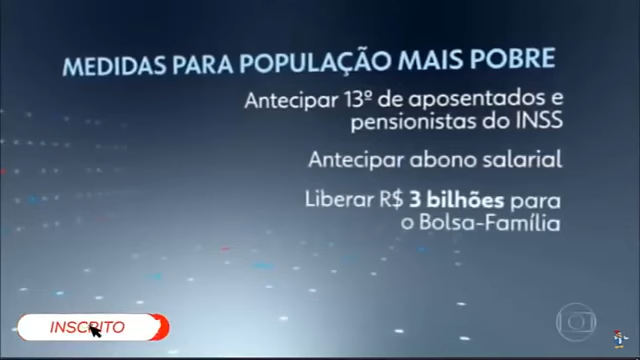 MEDIDAS PARA POPULAÇÃO MAIS POBRE
Antecipar 13º de aposentados e
pensionistas do INSS
Antecipar abono salarial
Liberar R$ 3 bilhões para
o Bolsa-Família
INSCRITO